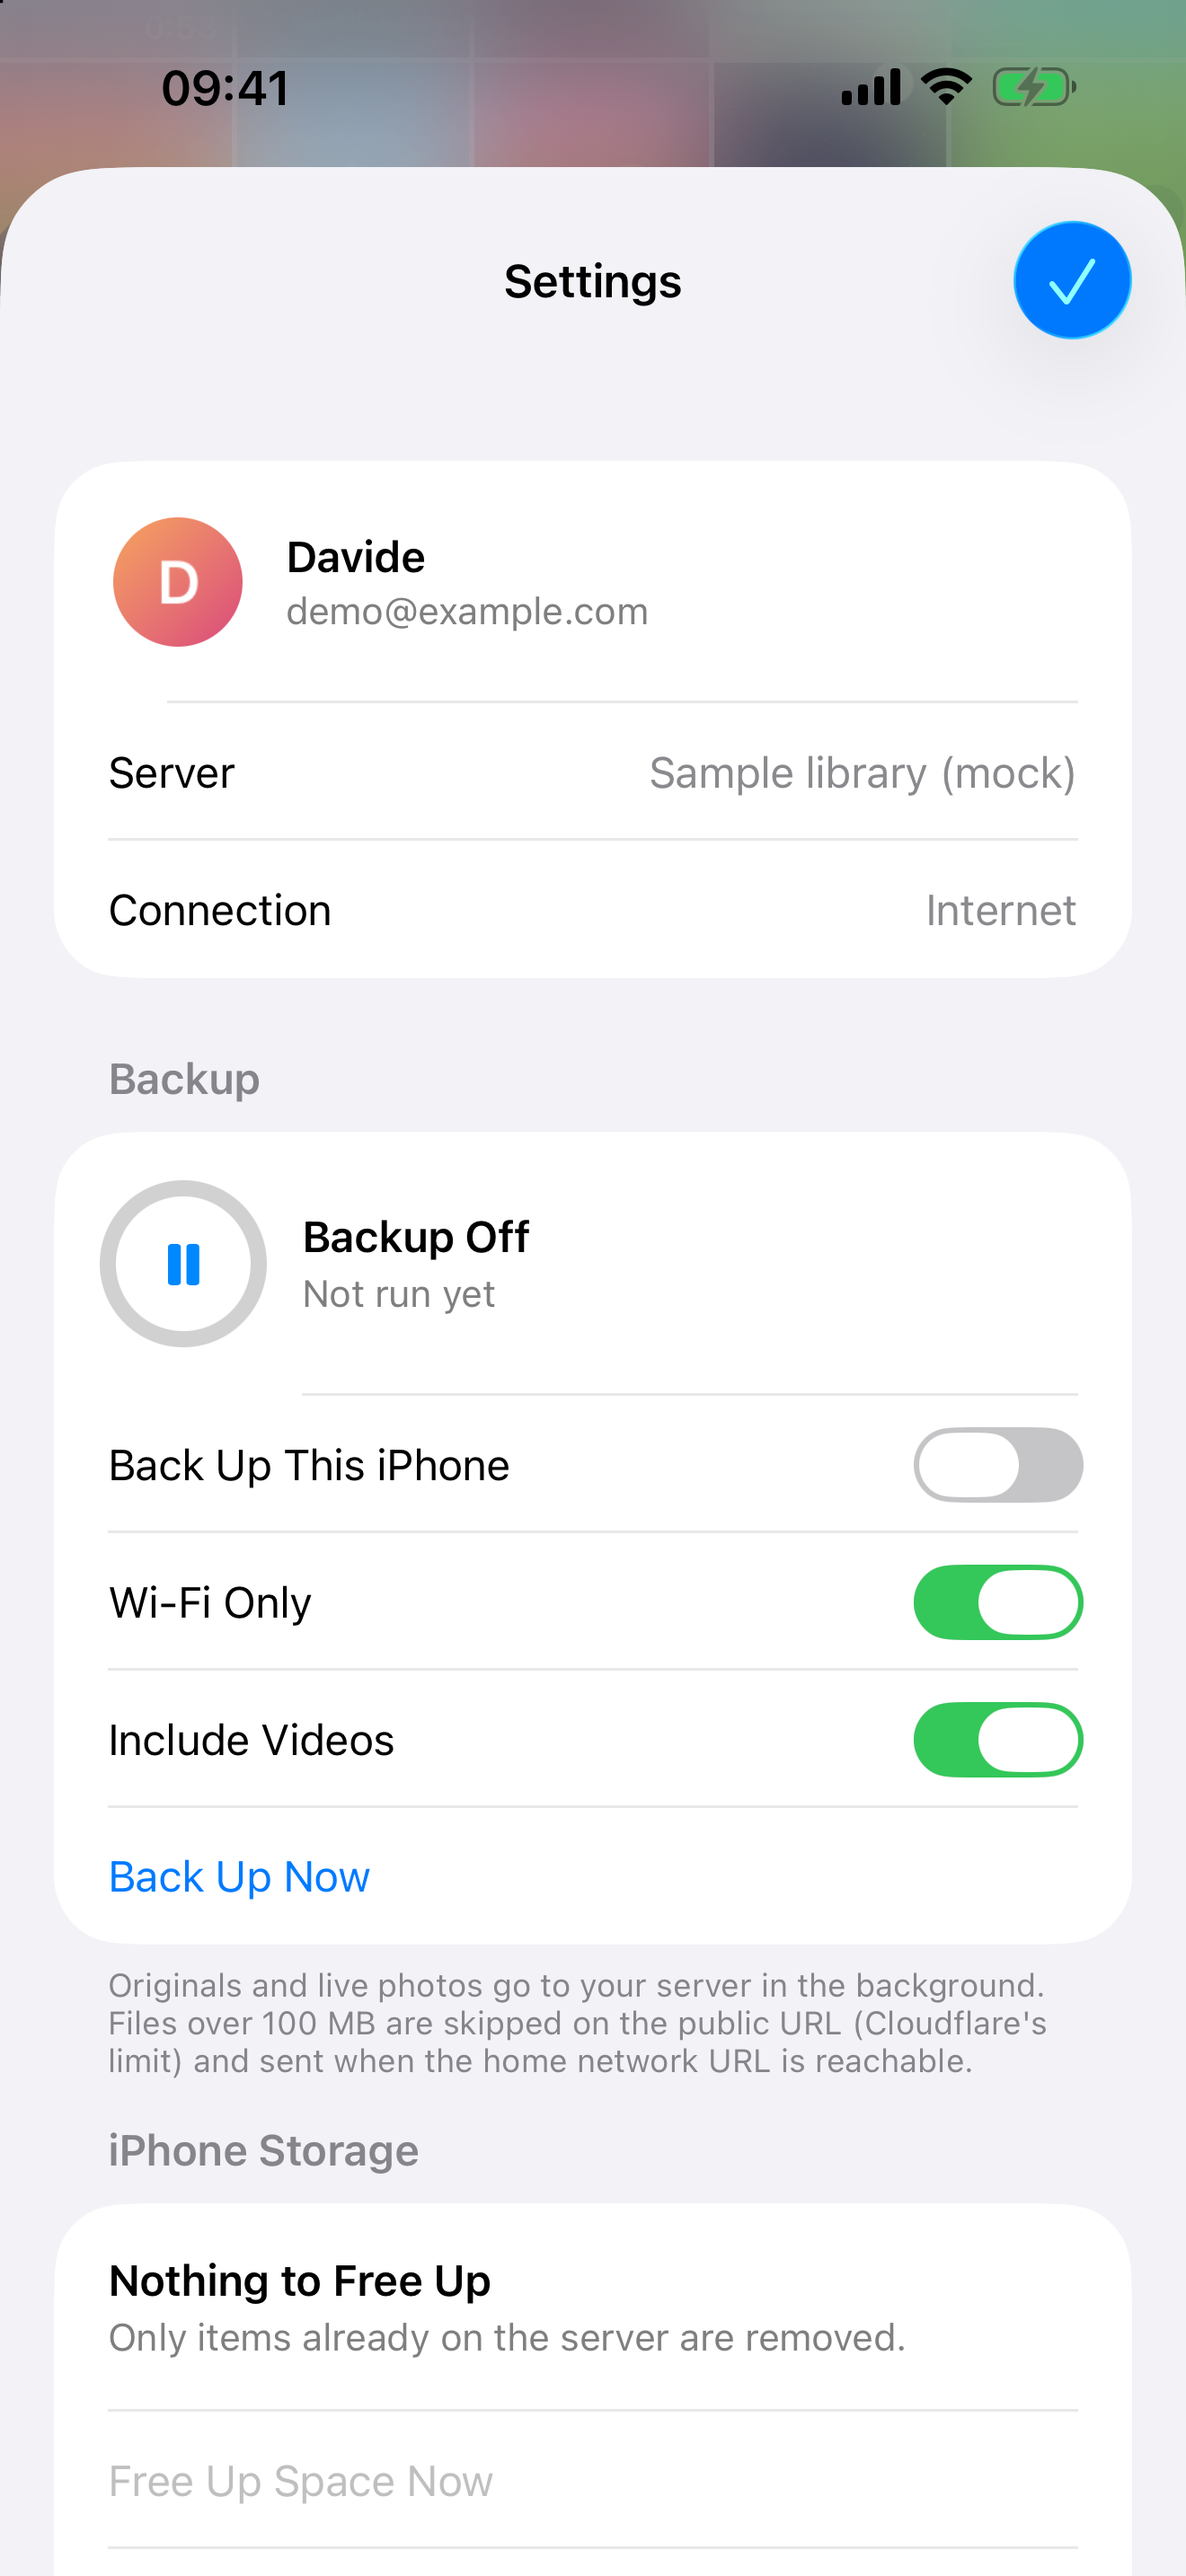 09:41
Settings
D
Davide
demo@example.com
Server
Sample library (mock)
Connection
Internet
Backup
Backup Off
Not run yet
Back Up This iPhone
Wi-Fi Only
Include Videos
Back Up Now
Originals and live photos go to your server in the background.
Files over 100 MB are skipped on the public URL (Cloudflare's
limit) and sent when the home network URL is reachable.
iPhone Storage
Nothing to Free Up
Only items already on the server are removed.
Free Up Space Now